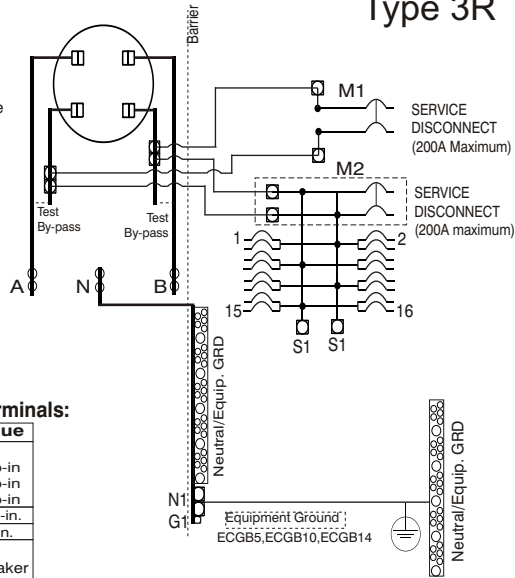 Type 3R
Barrier
e
M1
SERVICE
DISCONNECT
(200A Maximum)
M2
SERVICE
DISCONNECT
(200A maximum)
Test
By-pass
Test
By-pass
1
2
15
16
A
N
B
S1
S1
Neutral/Equip. GRD
Neutral/Equip. GRD
rminals:
ue
-in
-in
-in
-in.
n.
aker
N1
G1
Equipment Ground
ECGB5,ECGB10,ECGB14